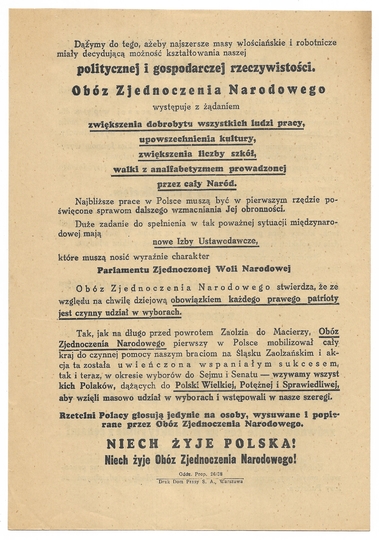 Dążymy do tego, ażeby najszersze masy włościańskie i robotnicze
miały decydującą możność kształtowania naszej
politycznej i gospodarczej rzeczywistości.
Obóz Zjednoczenia Narodowego
występuje z żądaniem
zwiększenia dobrobytu wszystkich ludzi pracy,
upowszechnienia kultury,
zwiększenia liczby szkół,
walki z analfabetyzmem prowadzonej
przez cały Naród.
Najbliższe prace w Polsce muszą być w pierwszym rzędzie po-
święcone sprawom dalszego wzmacniania Jej obronności.
Duże zadanie do spełnienia w tak poważnej sytuacji międzynaro-
dowej mają
nowe Izby Ustawodawcze,
które muszą nosić wyraźnie charakter
Parlamentu Zjednoczonej Woli Narodowej
Obóz Zjednoczenia Narodowego stwierdza, że ze
względu na chwilę dziejową obowiązkiem każdego prawego patrioty
jest czynny udział w wyborach.
Tak, jak na długo przed powrotem Zaolzia do Macierzy, Obóz
Zjednoczenia Narodowego pierwszy w Polsce mobilizował cały
kraj do czynnej pomocy naszym braciom na Śląsku Zaolzańskim i ak-
cja ta została uwieńczona wspaniałym sukcesem,
tak i teraz, w okresie wyborów do Sejmu i Senatu — wzywamy wszyst
kich Polaków, dążących do Polski Wielkiej, Potężnej i Sprawiedliwej,
aby wzięli masowo udział w wyborach i wstępowali w nasze szeregi.
Rzetelni Polacy głosują jedynie na osoby, wysuwane i popie-
rane przez Obóz Zjednoczenia Narodowego.
NIECH ŻYJE POLSKA!
Niech żyje Obóz Zjednoczenia Narodowego!
Oddz. Prop. 26/38
Druk Dom Prasy S. A., Warszawa